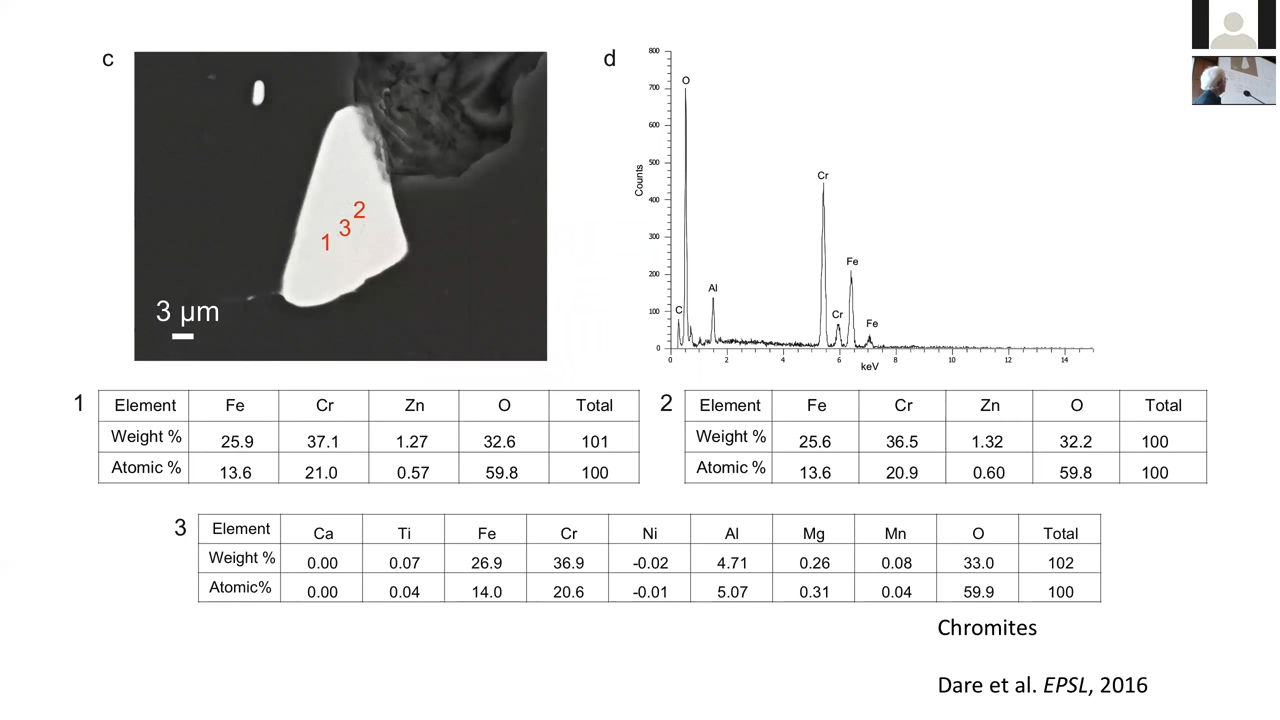 c
1
3
2
3 µm
d
800
700
600
500
400
300
200
100
0
Counts
O
C
Al
Cr
Cr
Fe
Fe
0 2 4 6 8 10 12 14
keV
1
Element Fe Cr Zn O Total
Weight % 25.9 37.1 1.27 32.6 101
Atomic % 13.6 21.0 0.57 59.8 100
2
Element Fe Cr Zn O Total
Weight % 25.6 36.5 1.32 32.2 100
Atomic % 13.6 20.9 0.60 59.8 100
3
Element Ca Ti Fe Cr Ni Al Mg Mn O Total
Weight % 0.00 0.07 26.9 36.9 -0.02 4.71 0.26 0.08 33.0 102
Atomic% 0.00 0.04 14.0 20.6 -0.01 5.07 0.31 0.04 59.9 100
Chromites
Dare et al. EPSL, 2016